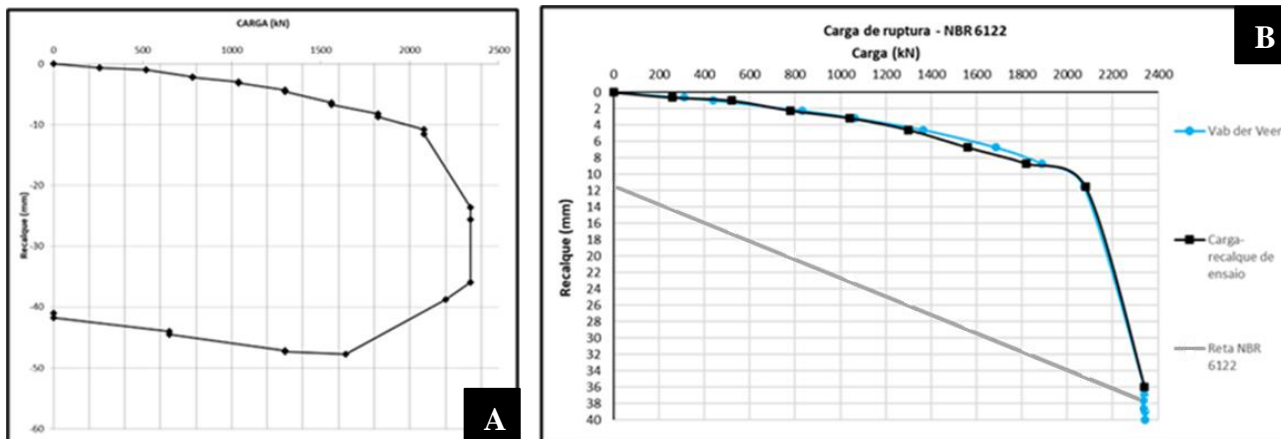 CARGA (kN)
0 500 1000 1500 2000 2500
0
-10
-20
-30
-40
-50
-60
Recalque (mm)
A
B
Carga de ruptura - NBR 6122
Carga (kN)
0 200 400 600 800 1000 1200 1400 1600 1800 2000 2200 2400
0
2
4
6
8
10
12
14
16
18
20
22
24
26
28
30
32
34
36
38
40
Recalque (mm)
Vab der Veen
Carga-
recalque de
ensaio
Reta NBR
6122